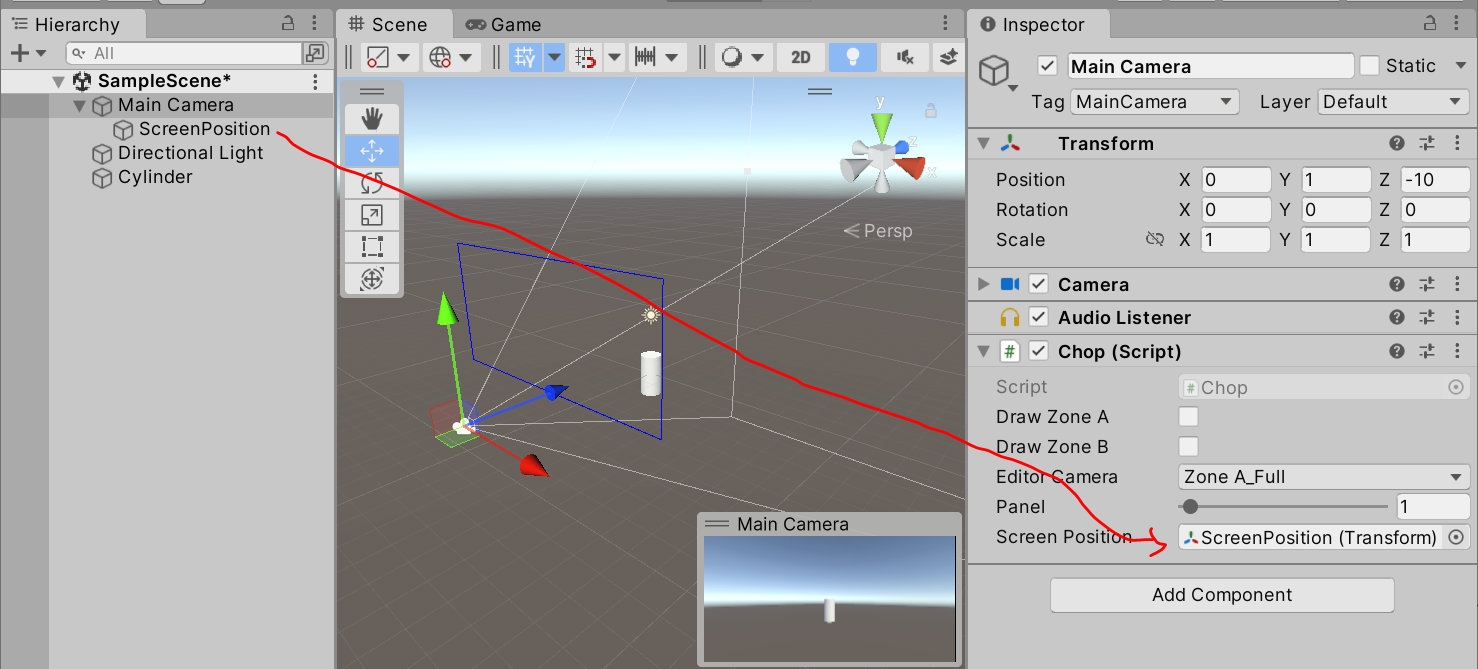 Hierarchy
All
SampleScene*
Main Camera
ScreenPosition
Directional Light
Cylinder
Scene
Game
2D
y
z
x
Persp
Main Camera
Inspector
Main Camera
Static
Tag MainCamera Layer Default
Transform
Position X 0 Y 1 Z -10
Rotation X 0 Y 0 Z 0
Scale X 1 Y 1 Z 1
Camera
Audio Listener
# Chop (Script)
Script # Chop
Draw Zone A
Draw Zone B
Editor Camera Zone A_Full
Panel 1
Screen Position ScreenPosition (Transform)
Add Component